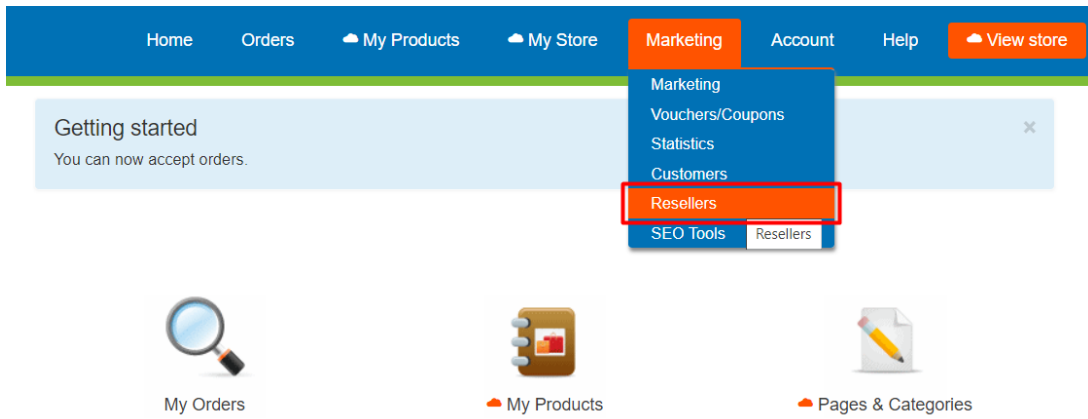 Home Orders My Products My Store Marketing Account Help View store
Marketing
Vouchers/Coupons
Statistics
Customers
Resellers
SEO Tools
Resellers
Getting started
You can now accept orders.
×
My Orders My Products Pages & Categories